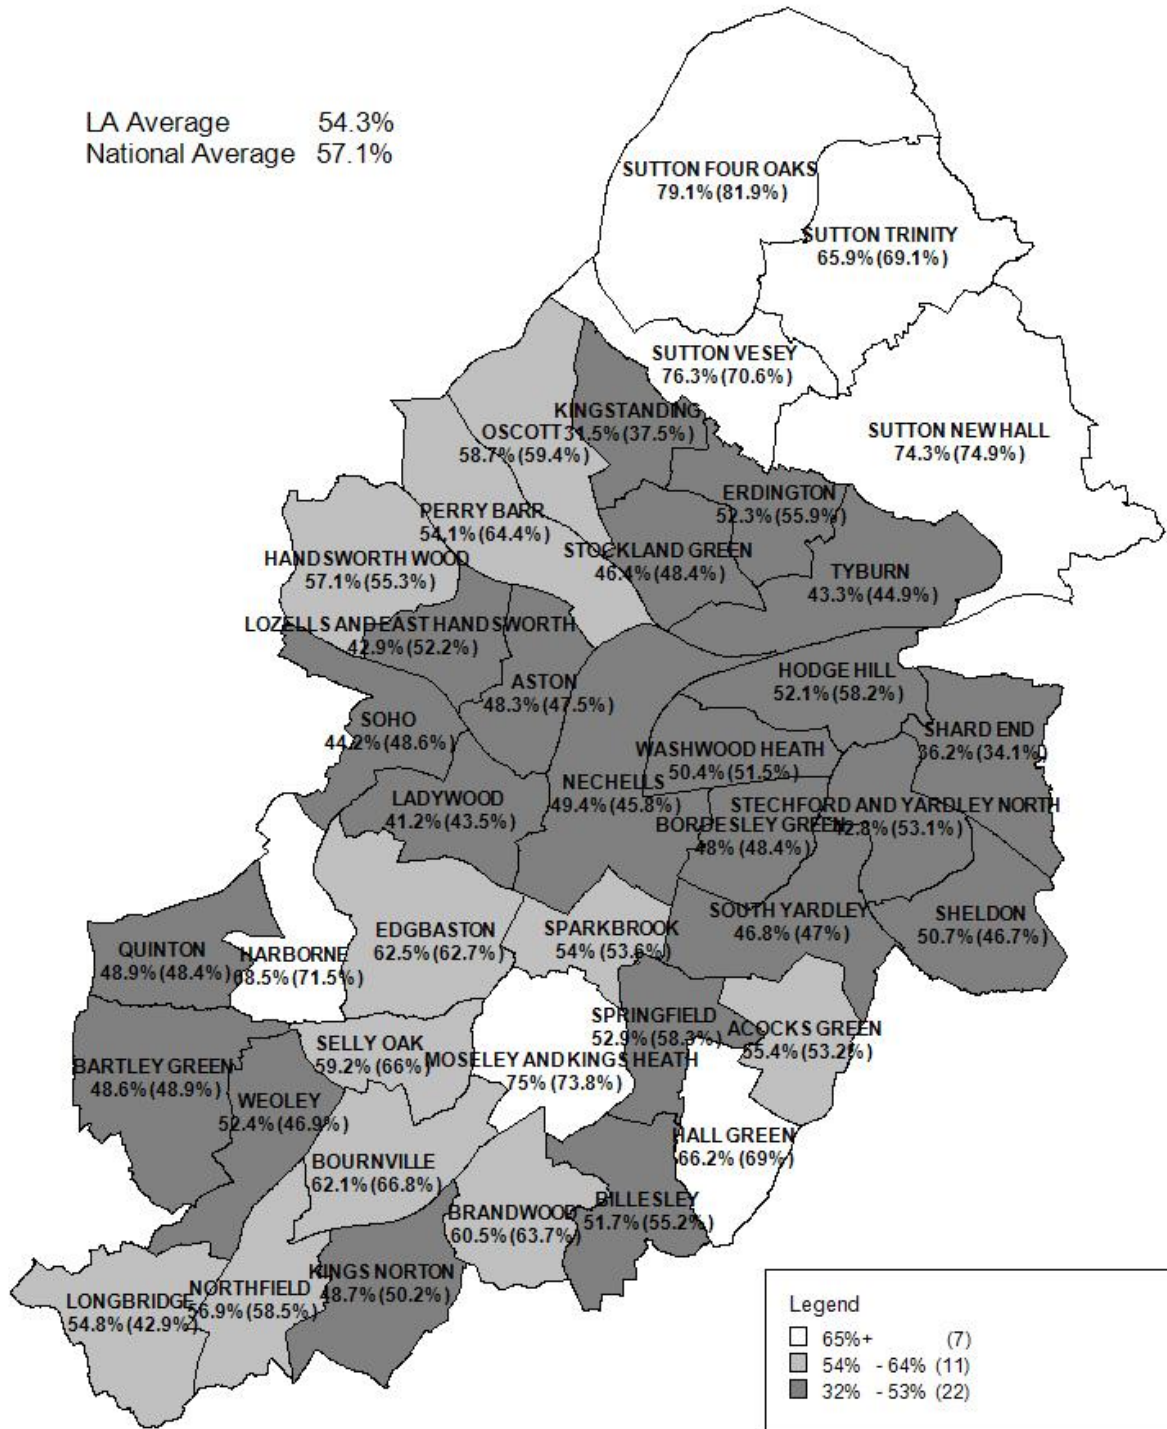 LA Average 54.3%
National Average 57.1%
SUTTON FOUR OAKS
79.1% (81.9%)
SUTTON TRINITY
65.9% (69.1%)
SUTTON VESEY
76.3% (70.6%)
KINGSTANDING
31.5% (37.5%)
OSCOTT
58.7% (59.4%)
SUTTON NEW HALL
74.3% (74.9%)
ERDINGTON
52.3% (55.9%)
PERRY BARR
54.1% (64.4%)
STOCKLAND GREEN
46.4% (48.4%)
HANDSWORTH WOOD
57.1% (55.3%)
TYBURN
43.3% (44.9%)
LOZELLS AND EAST HANDSWORTH
42.9% (52.2%)
HODGE HILL
52.1% (58.2%)
ASTON
48.3% (47.5%)
SOHO
44.2% (48.6%)
SHARD END
36.2% (34.1%)
WASHWOOD HEATH
50.4% (51.5%)
NECHELLS
49.4% (45.8%)
LADYWOOD
41.2% (43.5%)
STECHFORD AND YARDLEY NORTH
42.8% (53.1%)
BORDESLEY GREEN
48% (48.4%)
SOUTH YARDLEY
46.8% (47%)
SHELDON
50.7% (46.7%)
EDGBASTON
62.5% (62.7%)
SPARKBROOK
54% (53.6%)
QUINTON
48.9% (48.4%)
HARBORNE
68.5% (71.5%)
SPRINGFIELD
52.9% (58.3%)
ACOCKS GREEN
55.4% (53.2%)
SELLY OAK
59.2% (66%)
MOSELEY AND KINGS HEATH
75% (73.8%)
BARTLEY GREEN
48.6% (48.9%)
WEOLEY
52.4% (46.9%)
HALL GREEN
66.2% (69%)
BOURNVILLE
62.1% (66.8%)
BILLESLEY
51.7% (55.2%)
BRANDWOOD
60.5% (63.7%)
KINGS NORTON
48.7% (50.2%)
NORTHFIELD
56.9% (58.5%)
LONGBRIDGE
54.8% (42.9%)
Legend
65%+ (7)
54% - 64% (11)
32% - 53% (22)